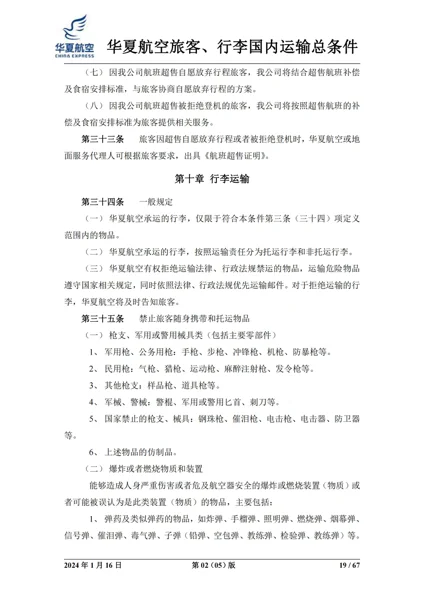 华夏航空
CHINA EXPRESS
华夏航空旅客、行李国内运输总条件
（七） 因我公司航班超售自愿放弃行程旅客，我公司将结合超售航班补偿
及食宿安排标准，与旅客协商自愿放弃行程的方案。
（八） 因我公司航班超售被拒绝登机的旅客，我公司将按照超售航班的补
偿及食宿安排标准为旅客提供相关服务。
第三十三条 旅客因超售自愿放弃行程或者被拒绝登机时，华夏航空或地
面服务代理人可根据旅客要求，出具《航班超售证明》。
第十章 行李运输
第三十四条 一般规定
（一） 华夏航空承运的行李，仅限于符合本条件第三条（三十四）项定义
范围内的物品。
（二） 华夏航空承运的行李，按照运输责任分为托运行李和非托运行李。
（三） 华夏航空有权拒绝运输法律、行政法规禁运的物品，运输危险物品
遵守国家相关规定，同时依照法律、行政法规优先运输邮件。对于拒绝运输的行
李，华夏航空将及时告知旅客。
第三十五条 禁止旅客随身携带和托运物品
（一） 枪支、军用或警用械具类（包括主要零部件）
1、 军用枪、公务用枪：手枪、步枪、冲锋枪、机枪、防暴枪等。
2、 民用枪：气枪、猎枪、运动枪、麻醉注射枪、发令枪等。
3、 其他枪支：样品枪、道具枪等。
4、 军械、警械：警棍、军用或警用匕首、刺刀等。
5、 国家禁止的枪支、械具：钢珠枪、催泪枪、电击枪、电击器、防卫器
等。
6、 上述物品的仿制品。
（二） 爆炸或者燃烧物质和装置
能够造成人身严重伤害或者危及航空器安全的爆炸或燃烧装置（物质）或
者可能被误认为是此类装置（物质）的物品，主要包括：
1、 弹药及类似弹药的物品，如炸弹、手榴弹、照明弹、燃烧弹、烟幕弹、
信号弹、催泪弹、毒气弹、子弹（铅弹、空包弹、教练弹、检验弹、教练弹）等。
2024 年 1 月 16 日 第 02（05）版 19 / 67